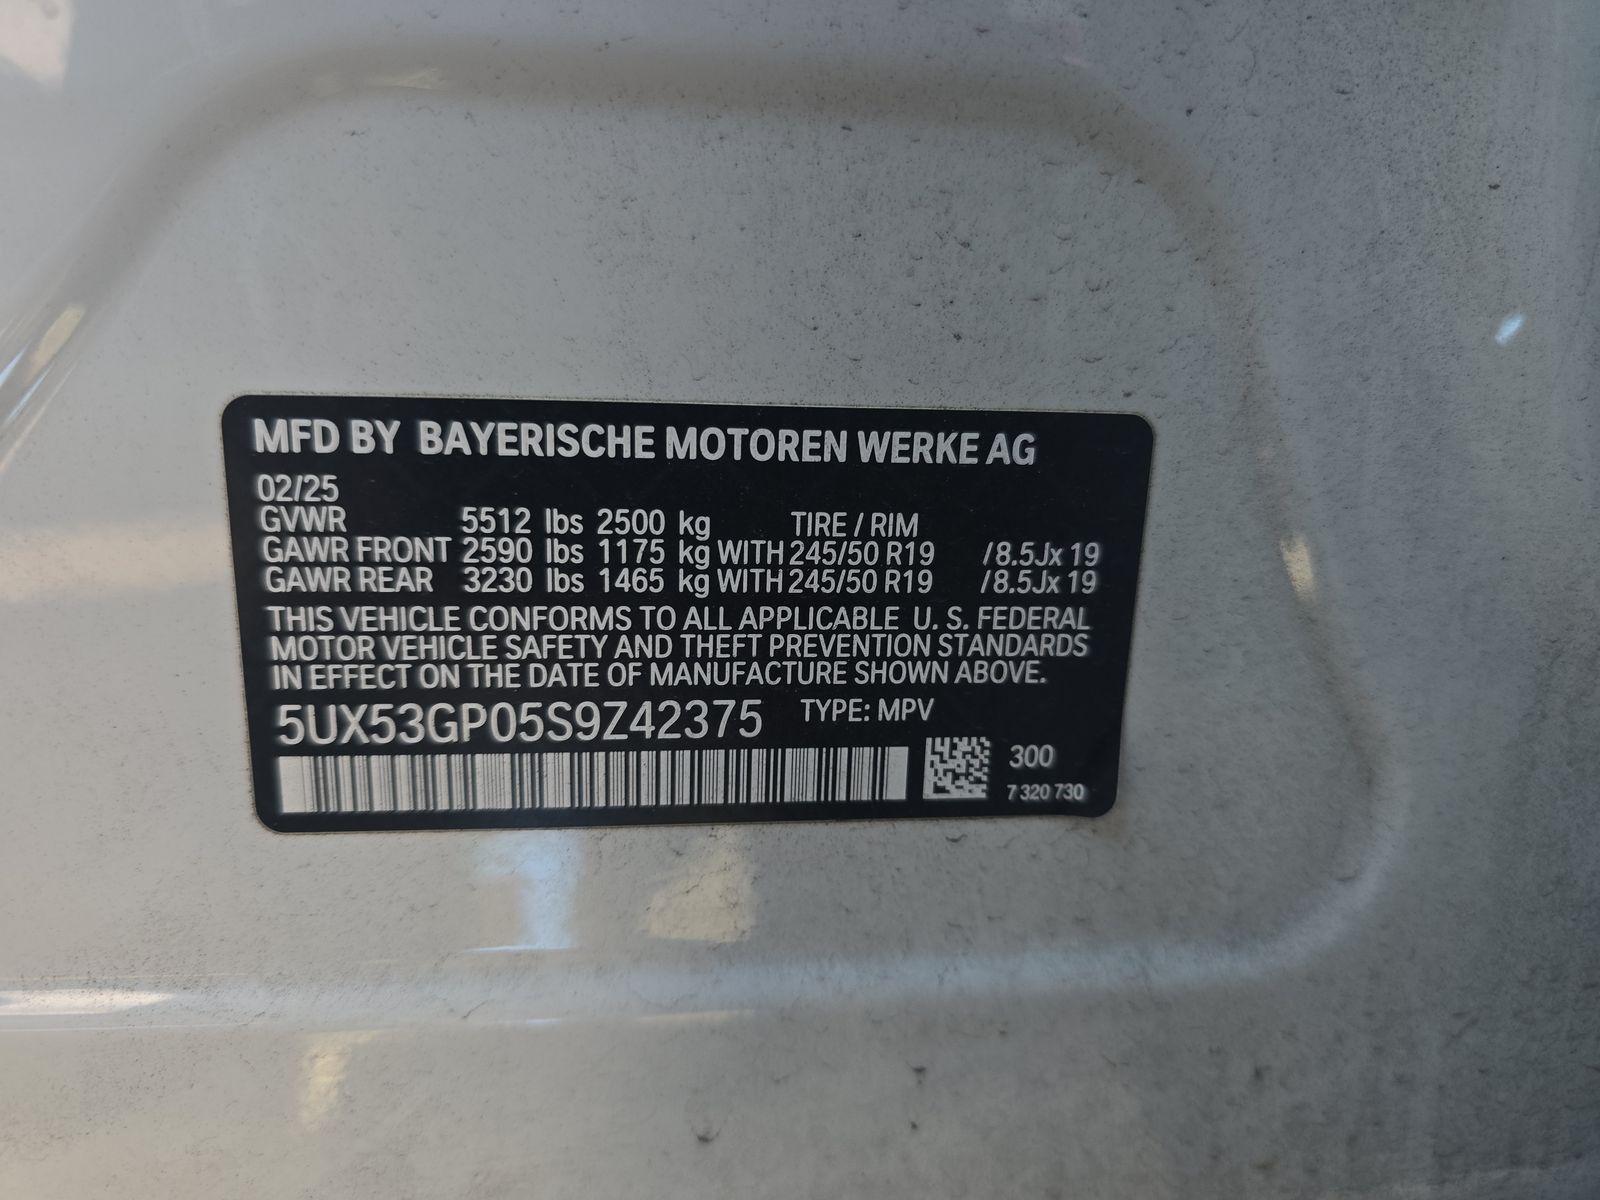 MFD BY BAYERISCHE MOTOREN WERKE AG
02/25
GVWR 5512 lbs 2500 kg TIRE / RIM
GAWR FRONT 2590 lbs 1175 kg WITH 245/50 R19 /8.5Jx 19
GAWR REAR 3230 lbs 1465 kg WITH 245/50 R19 /8.5Jx 19
THIS VEHICLE CONFORMS TO ALL APPLICABLE U. S. FEDERAL
MOTOR VEHICLE SAFETY AND THEFT PREVENTION STANDARDS
IN EFFECT ON THE DATE OF MANUFACTURE SHOWN ABOVE.
5UX53GP05S9Z42375 TYPE: MPV
300
7 320 730